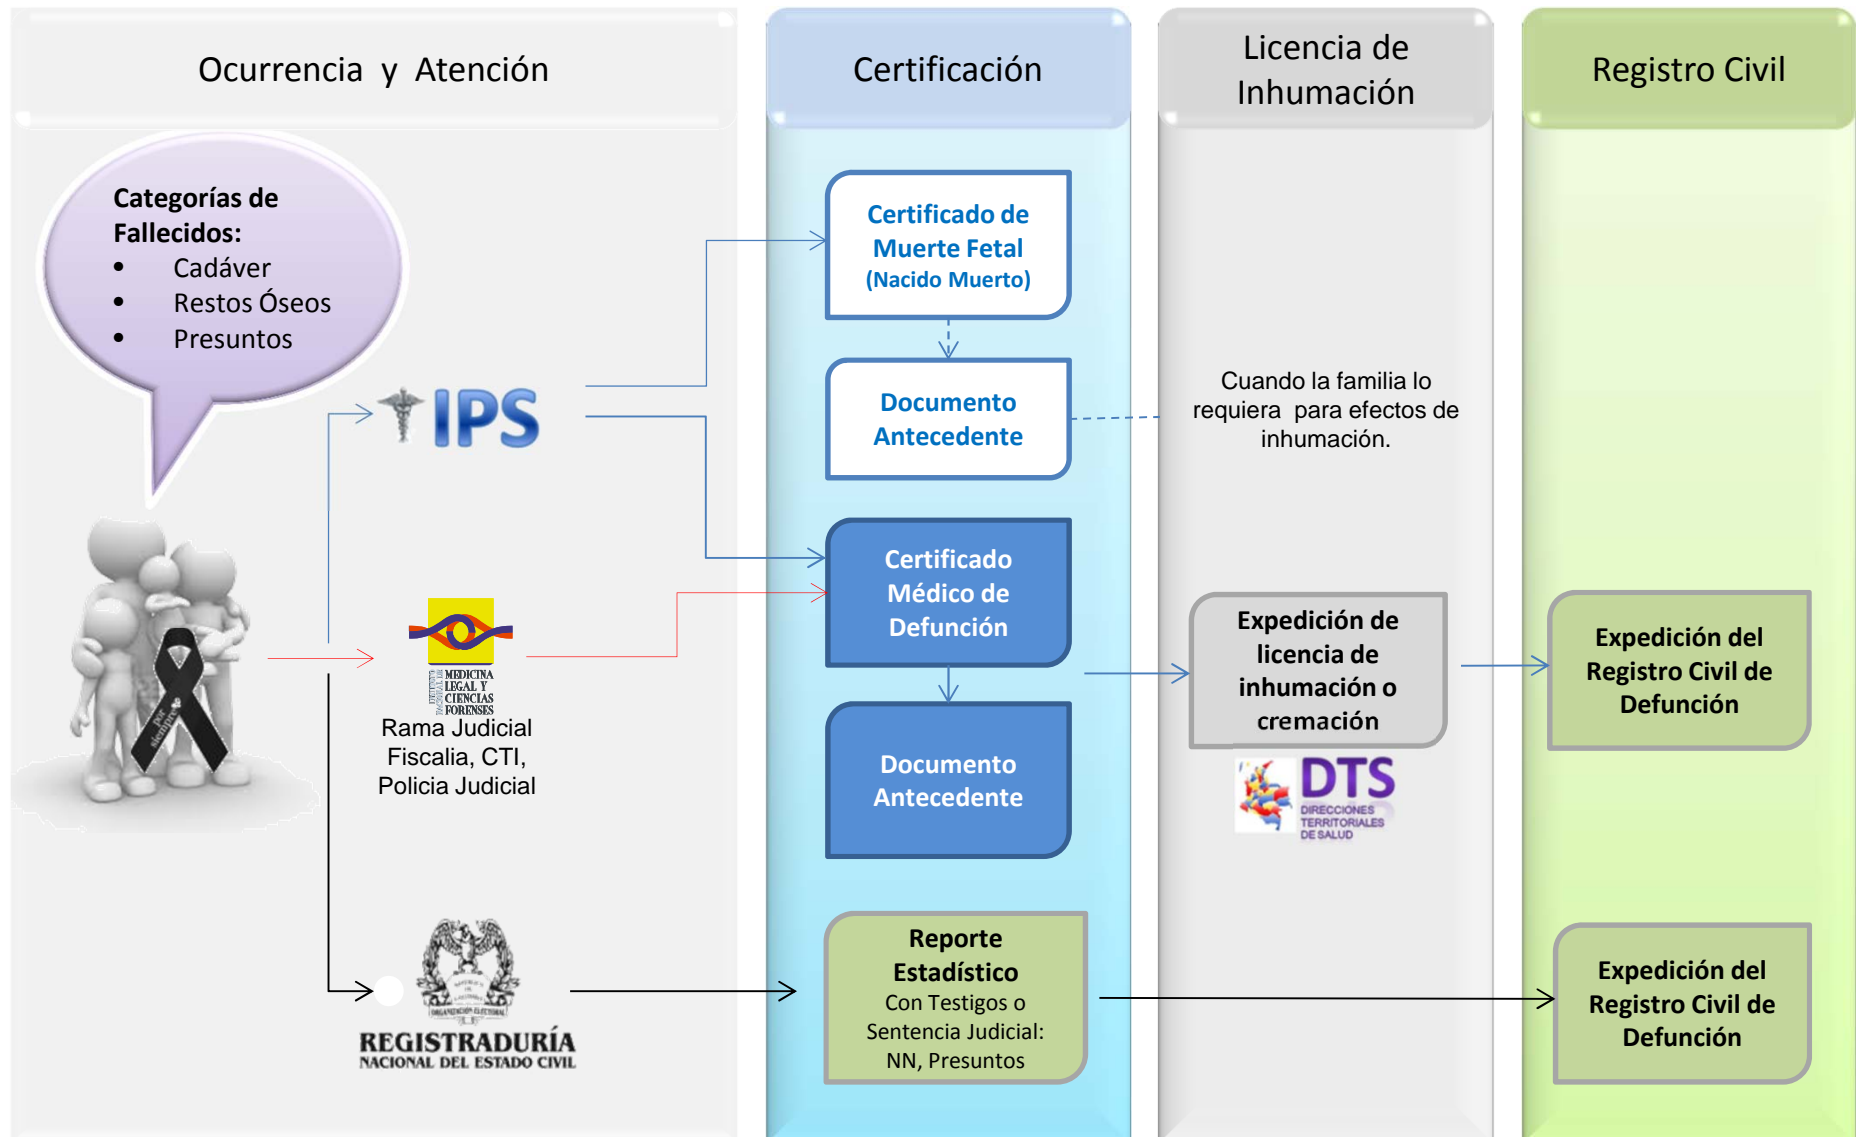 Ocurrencia y Atención
Certificación
Licencia de
Inhumación
Registro Civil
Categorías de
Fallecidos:
• Cadáver
• Restos Óseos
• Presuntos
IPS
MEDICINA
LEGAL Y
CIENCIAS
FORENSES
Rama Judicial
Fiscalia, CTI,
Policia Judicial
por
siempre
ORGANIZACIÓN ELECTORAL
REGISTRADURÍA
NACIONAL DEL ESTADO CIVIL
Certificado de
Muerte Fetal
(Nacido Muerto)
Documento
Antecedente
Certificado
Médico de
Defunción
Documento
Antecedente
Reporte
Estadístico
Con Testigos o
Sentencia Judicial:
NN, Presuntos
Cuando la familia lo
requiera para efectos de
inhumación.
Expedición de
licencia de
inhumación o
cremación
DTS
DIRECCIONES
TERRITORIALES
DE SALUD
Expedición del
Registro Civil de
Defunción
Expedición del
Registro Civil de
Defunción